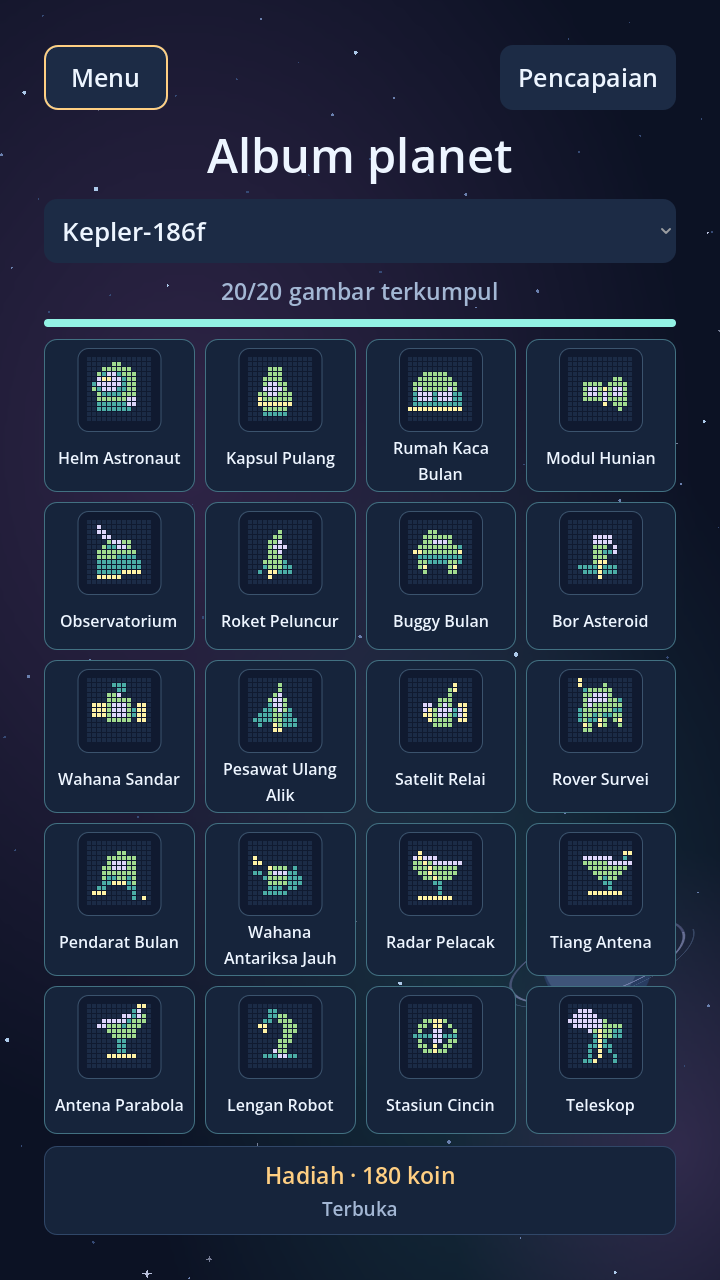 Menu
Pencapaian
Album planet
Kepler-186f
20/20 gambar terkumpul
Helm Astronaut
Kapsul Pulang
Rumah Kaca
Bulan
Modul Hunian
Observatorium
Roket Peluncur
Buggy Bulan
Bor Asteroid
Wahana Sandar
Pesawat Ulang
Alik
Satelit Relai
Rover Survei
Pendarat Bulan
Wahana
Antariksa Jauh
Radar Pelacak
Tiang Antena
Antena Parabola
Lengan Robot
Stasiun Cincin
Teleskop
Hadiah · 180 koin
Terbuka